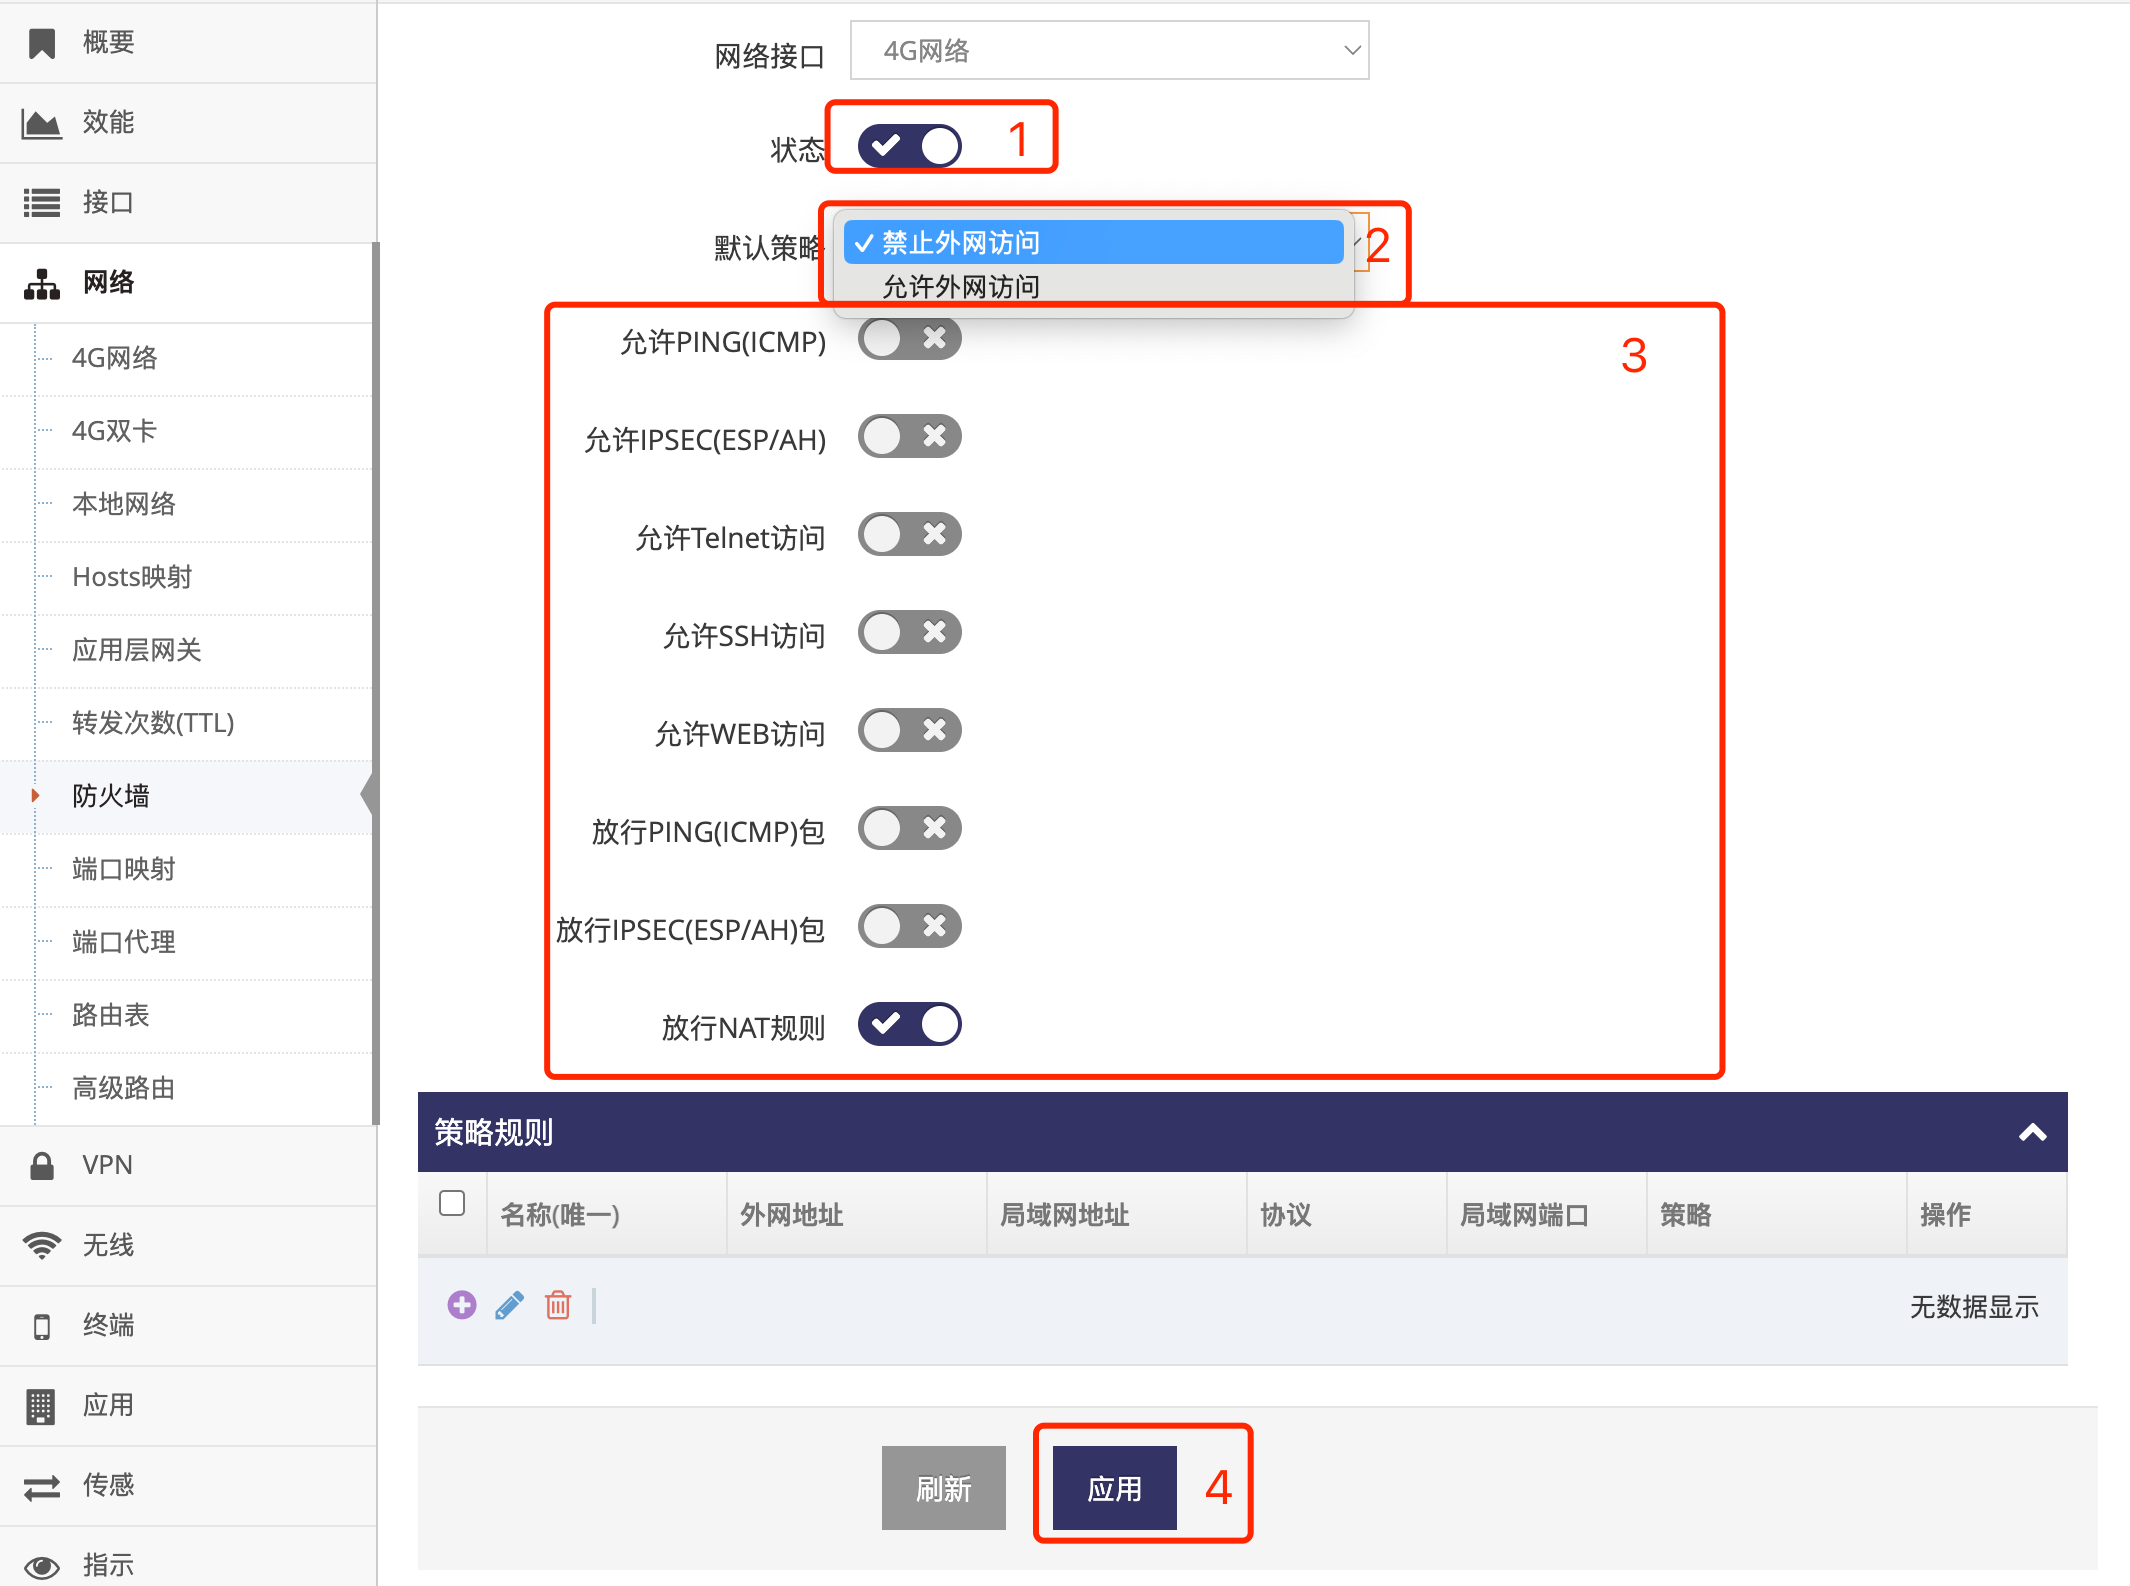 概要
效能
接口
网络
4G网络
4G双卡
本地网络
Hosts映射
应用层网关
转发次数(TTL)
防火墙
端口映射
端口代理
路由表
高级路由
VPN
无线
终端
应用
传感
指示
网络接口 4G网络
状态 1
默认策略 禁止外网访问 2
允许外网访问
3
允许PING(ICMP)
允许IPSEC(ESP/AH)
允许Telnet访问
允许SSH访问
允许WEB访问
放行PING(ICMP)包
放行IPSEC(ESP/AH)包
放行NAT规则
策略规则
名称(唯一) 外网地址 局域网地址 协议 局域网端口 策略 操作
无数据显示
刷新 应用 4